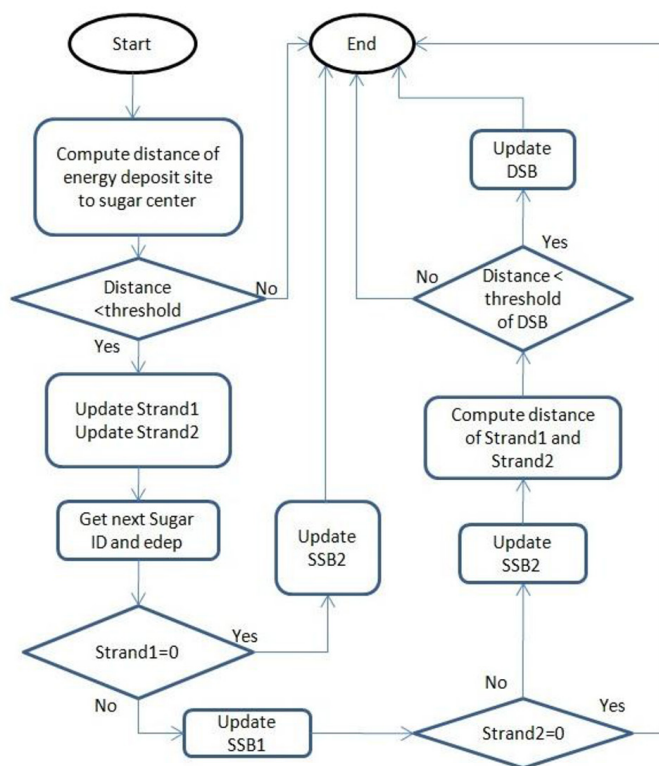 Start
End
Compute distance of
energy deposit site
to sugar center
Distance
<threshold
No
Yes
Update Strand1
Update Strand2
Get next Sugar
ID and edep
Strand1=0
Yes
No
Update
SSB2
Update
SSB1
Strand2=0
No
Yes
Update
SSB2
Compute distance
of Strand1 and
Strand2
Distance <
threshold
of DSB
No
Yes
Update
DSB